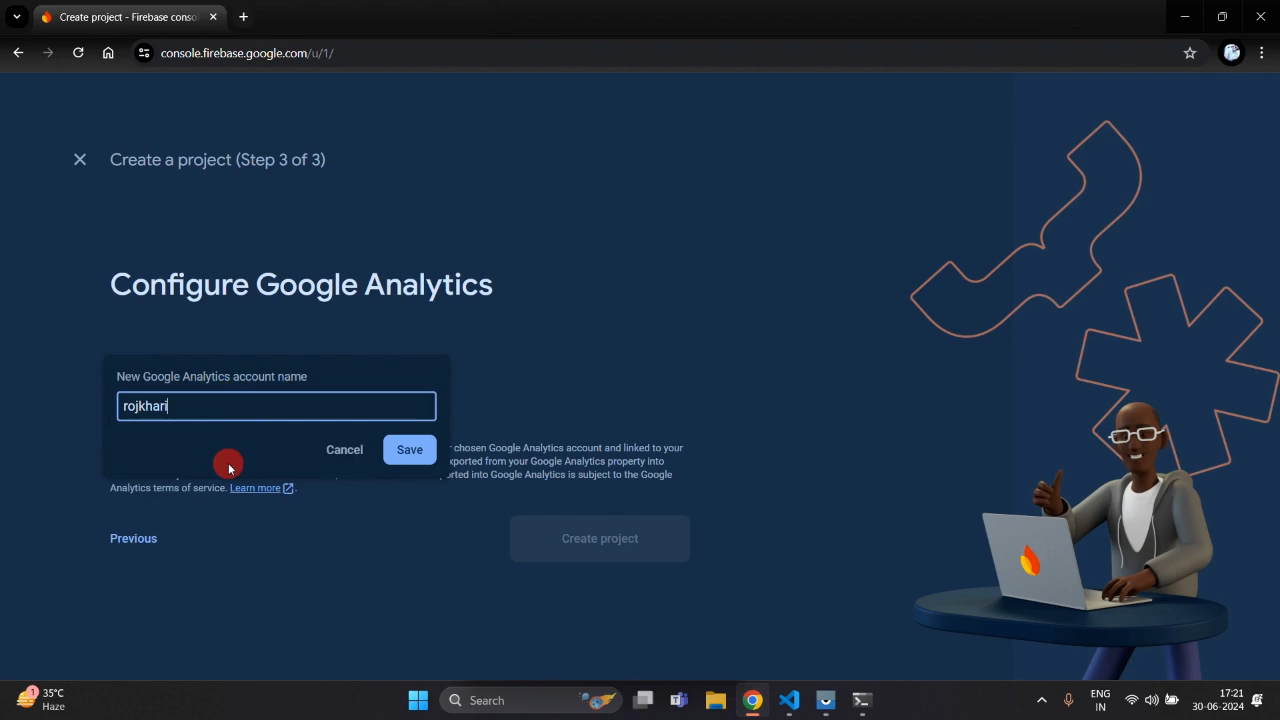 Create project - Firebase conso
console.firebase.google.com/u/1/
Create a project (Step 3 of 3)
Configure Google Analytics
New Google Analytics account name
rojkhari
Cancel
Save
chosen Google Analytics account and linked to your
xported from your Google Analytics property into
orted into Google Analytics is subject to the Google
Analytics terms of service. Learn more
Previous
Create project
1
35°C
Haze
Search
ENG
IN
17:21
30-06-2024